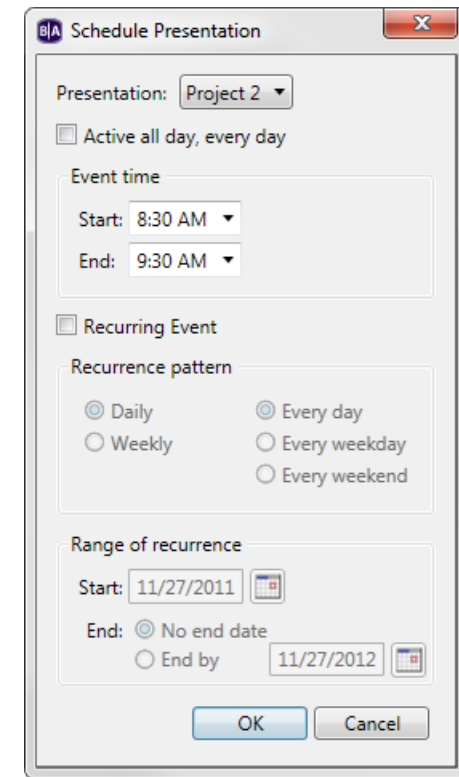 B|A Schedule Presentation
Presentation: Project 2
Active all day, every day
Event time
Start: 8:30 AM
End: 9:30 AM
Recurring Event
Recurrence pattern
Daily Every day
Weekly Every weekday
Every weekend
Range of recurrence
Start: 11/27/2011
End: No end date
End by 11/27/2012
OK Cancel